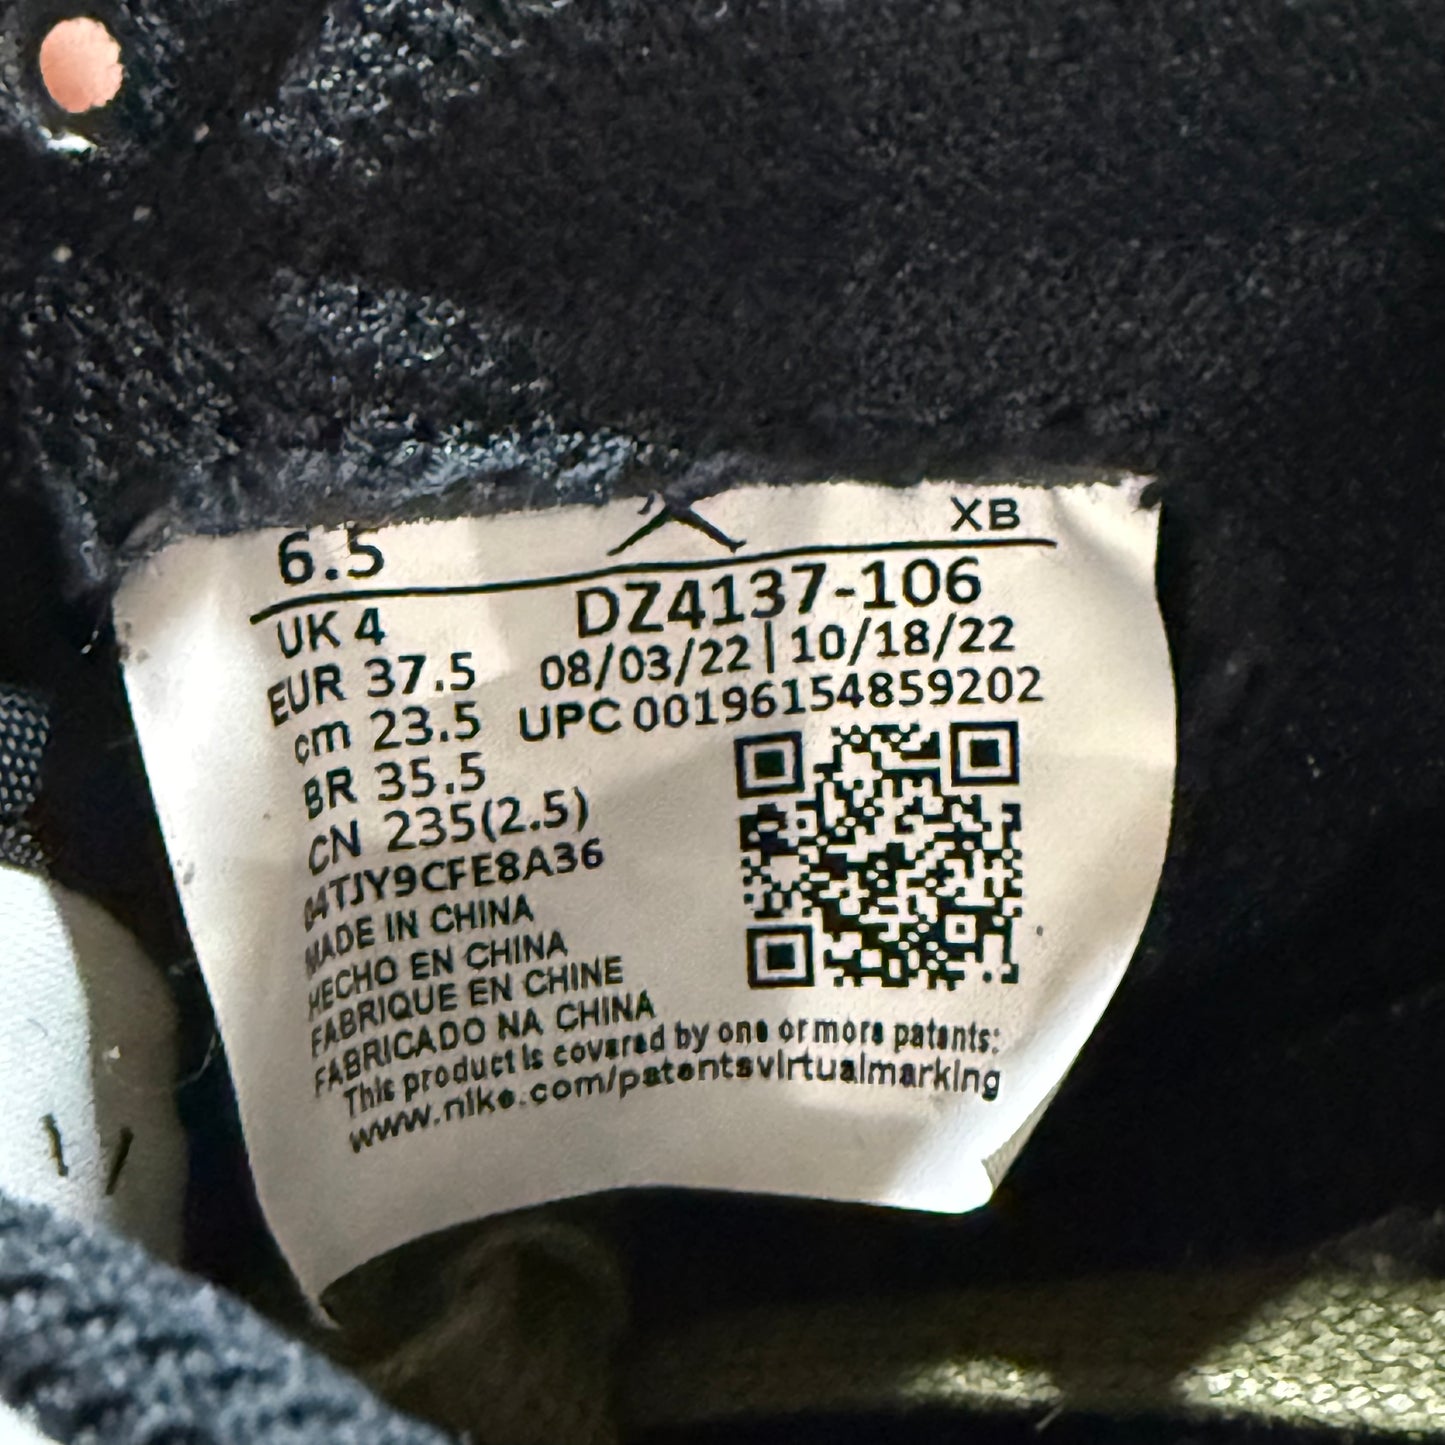 6.5 XB
UK 4 DZ4137-106
EUR 37.5 08/03/22 | 10/18/22
cm 23.5 UPC 00196154859202
BR 35.5
CN 235(2.5)
04TJY9CFE8A36
MADE IN CHINA
HECHO EN CHINA
FABRIQUE EN CHINE
FABRICADO NA CHINA
This product is covered by one or more patents:
www.nike.com/patentsvirtualmarking